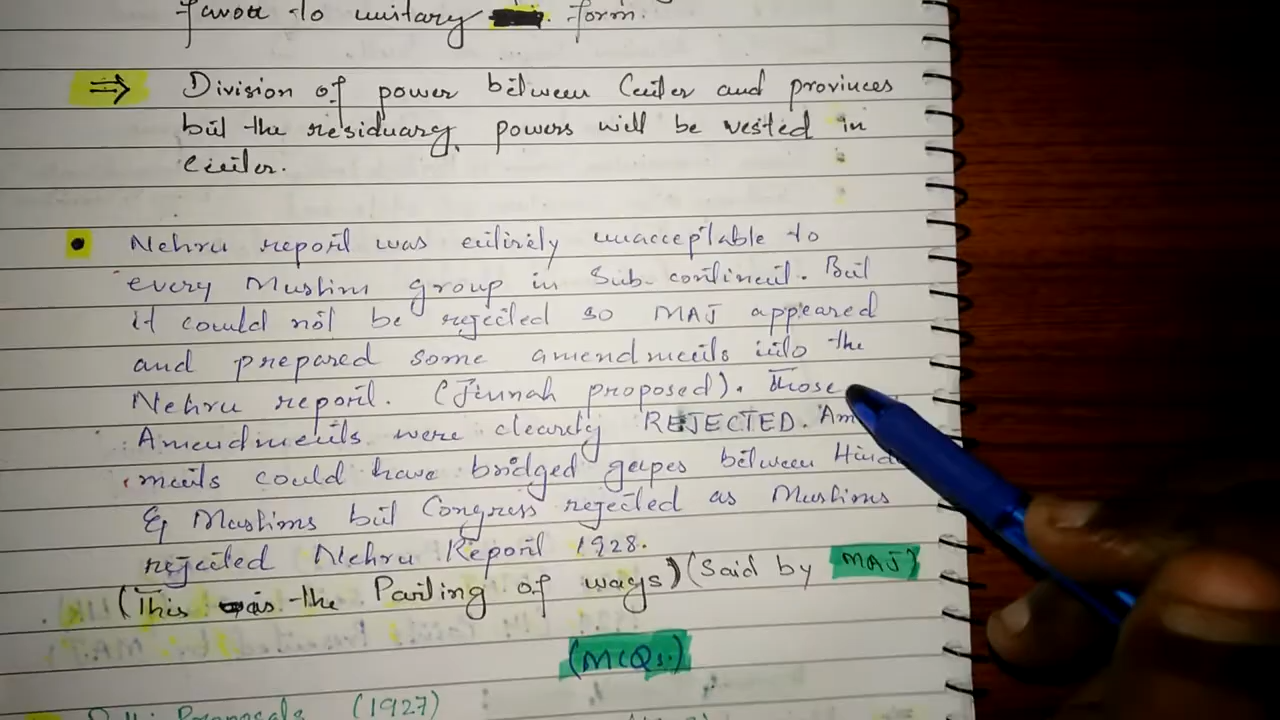 favour to unitary form.
⇒ Division of power between Center and provinces
but the residuary powers will be vested in
Center.
• Nehru report was entirely unacceptable to
every Muslim group in Sub-continent. But
it could not be rejected so MAJ appeared
and prepared some amendments into the
Nehru report. (Jinnah proposed). Those
Amendments were clearly REJECTED. Am
ments could have bridged gapes between Hindu
& Muslims but Congress rejected as Muslims
rejected Nehru Report 1928.
(This is the Parting of ways) (Said by MAJ)
(MCQs.)
Proposals (1927)